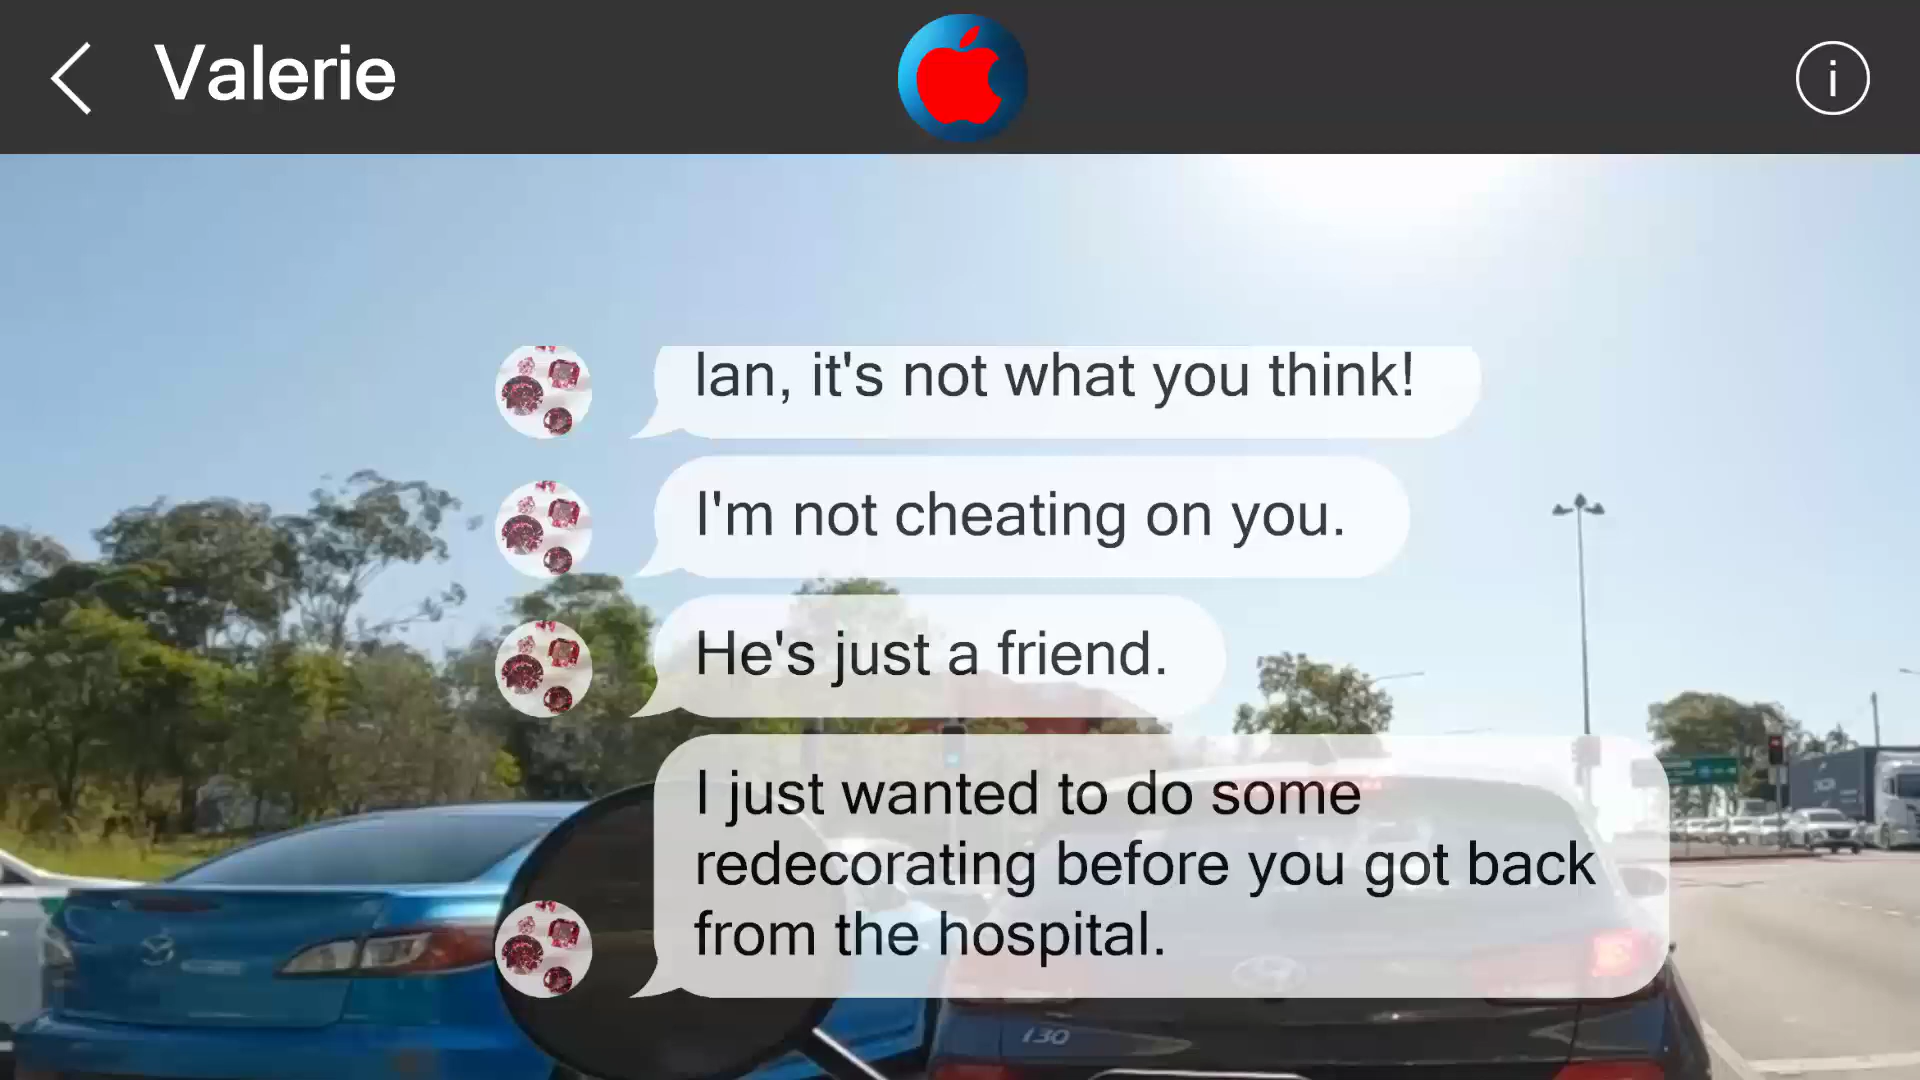 Valerie
i
Ian, it's not what you think!
I'm not cheating on you.
He's just a friend.
I just wanted to do some
redecorating before you got back
from the hospital.
i30